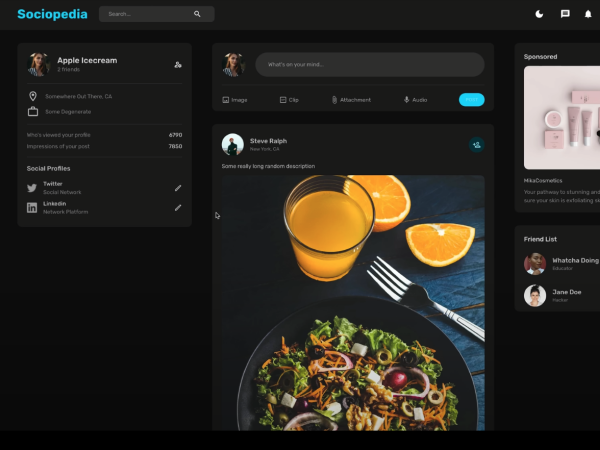 Sociopedia
Search...
Apple Icecream
2 friends
Somewhere Out There, CA
Some Degenerate
Who's viewed your profile 6790
Impressions of your post 7650
Social Profiles
Twitter
Social Network
Linkedin
Network Platform
What's on your mind...
Image
Clip
Attachment
Audio
POST
Steve Ralph
New York, CA
Some really long random description
Sponsored
MikaCosmetics
Your pathway to stunning and
sure your skin is exfoliating sk
Friend List
Whatcha Doing
Educator
Jane Doe
Hacker